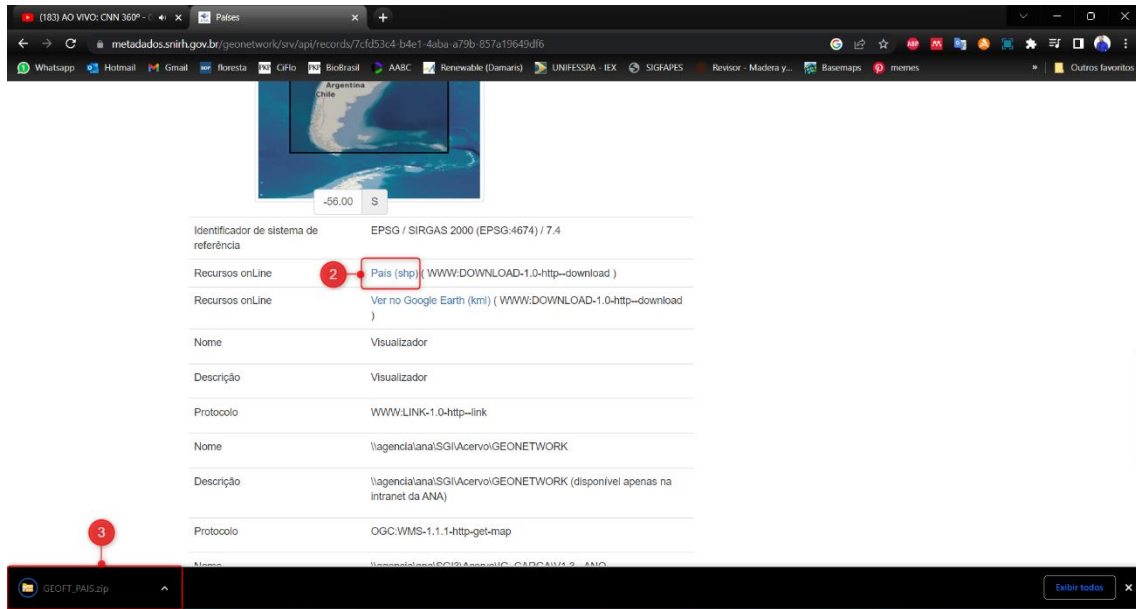 (183) AO VIVO: CNN 360º -
Países
metadados.snirh.gov.br/geonetwork/srv/api/records/7cfd53c4-b4e1-4aba-a79b-857a19649df6
Whatsapp Hotmail Gmail floresta CiFlo BioBrasil AABC Renewable (Damaris) UNIFESSPA - IEX SIGFAPES Revisor - Madera y... Basemaps memes » Outros favoritos
Argentina
Chile
-56.00 S
Identificador de sistema de
referência
EPSG / SIRGAS 2000 (EPSG:4674) / 7.4
Recursos onLine
2
País (shp) ( WWW:DOWNLOAD-1.0-http--download )
Recursos onLine
Ver no Google Earth (kml) ( WWW:DOWNLOAD-1.0-http--download
)
Nome
Visualizador
Descrição
Visualizador
Protocolo
WWW:LINK-1.0-http--link
Nome
\\agencia\ana\SGI\Acervo\GEONETWORK
Descrição
\\agencia\ana\SGI\Acervo\GEONETWORK (disponível apenas na
intranet da ANA)
Protocolo
OGC:WMS-1.1.1-http-get-map
3
Nome
GEOFT_PAIS.zip
Exibir todos